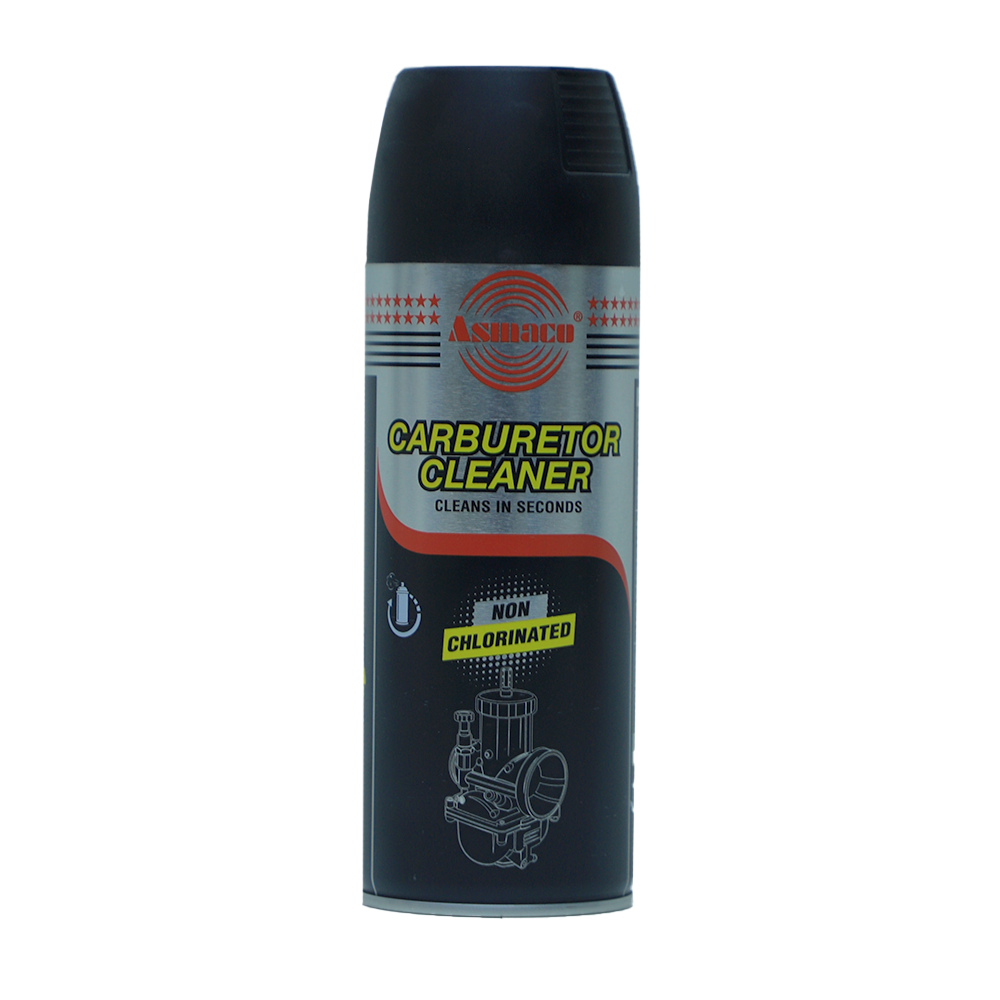 Asmaco®
CARBURETOR
CLEANER
CLEANS IN SECONDS
NON
CHLORINATED